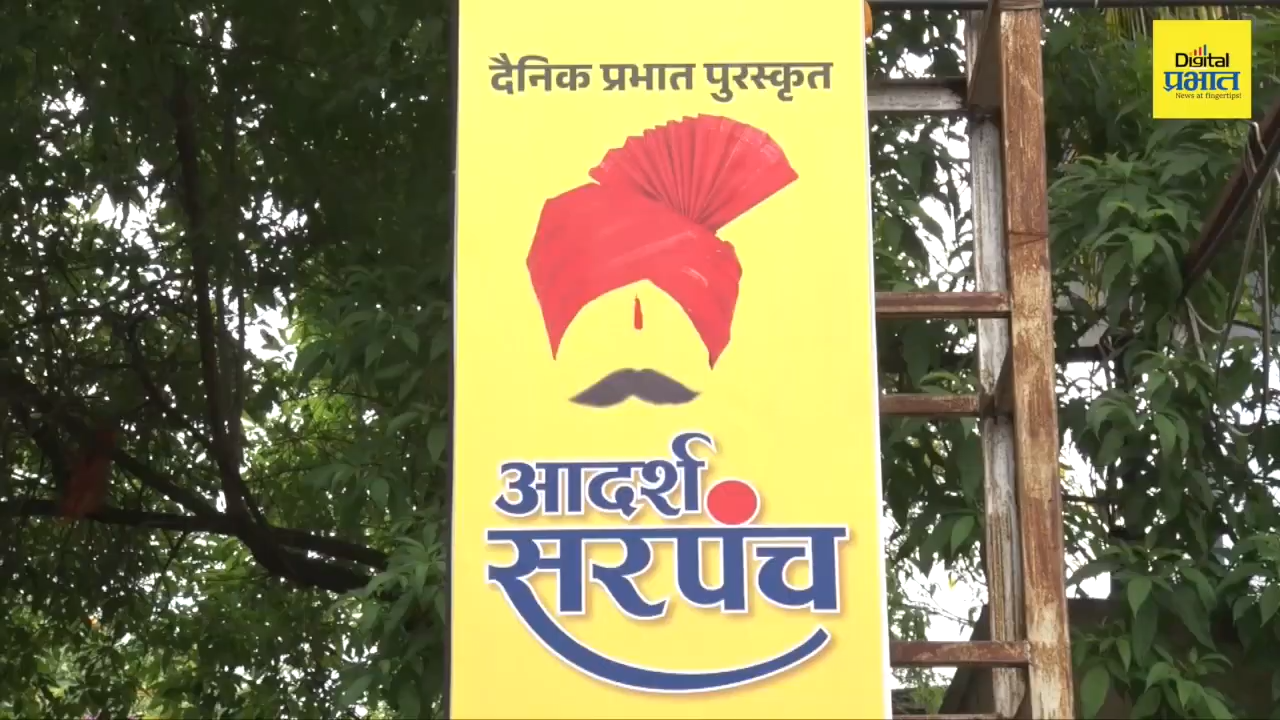 दैनिक प्रभात पुरस्कृत
आदर्श
सरपंच
Digital
प्रभात
News at fingertips!